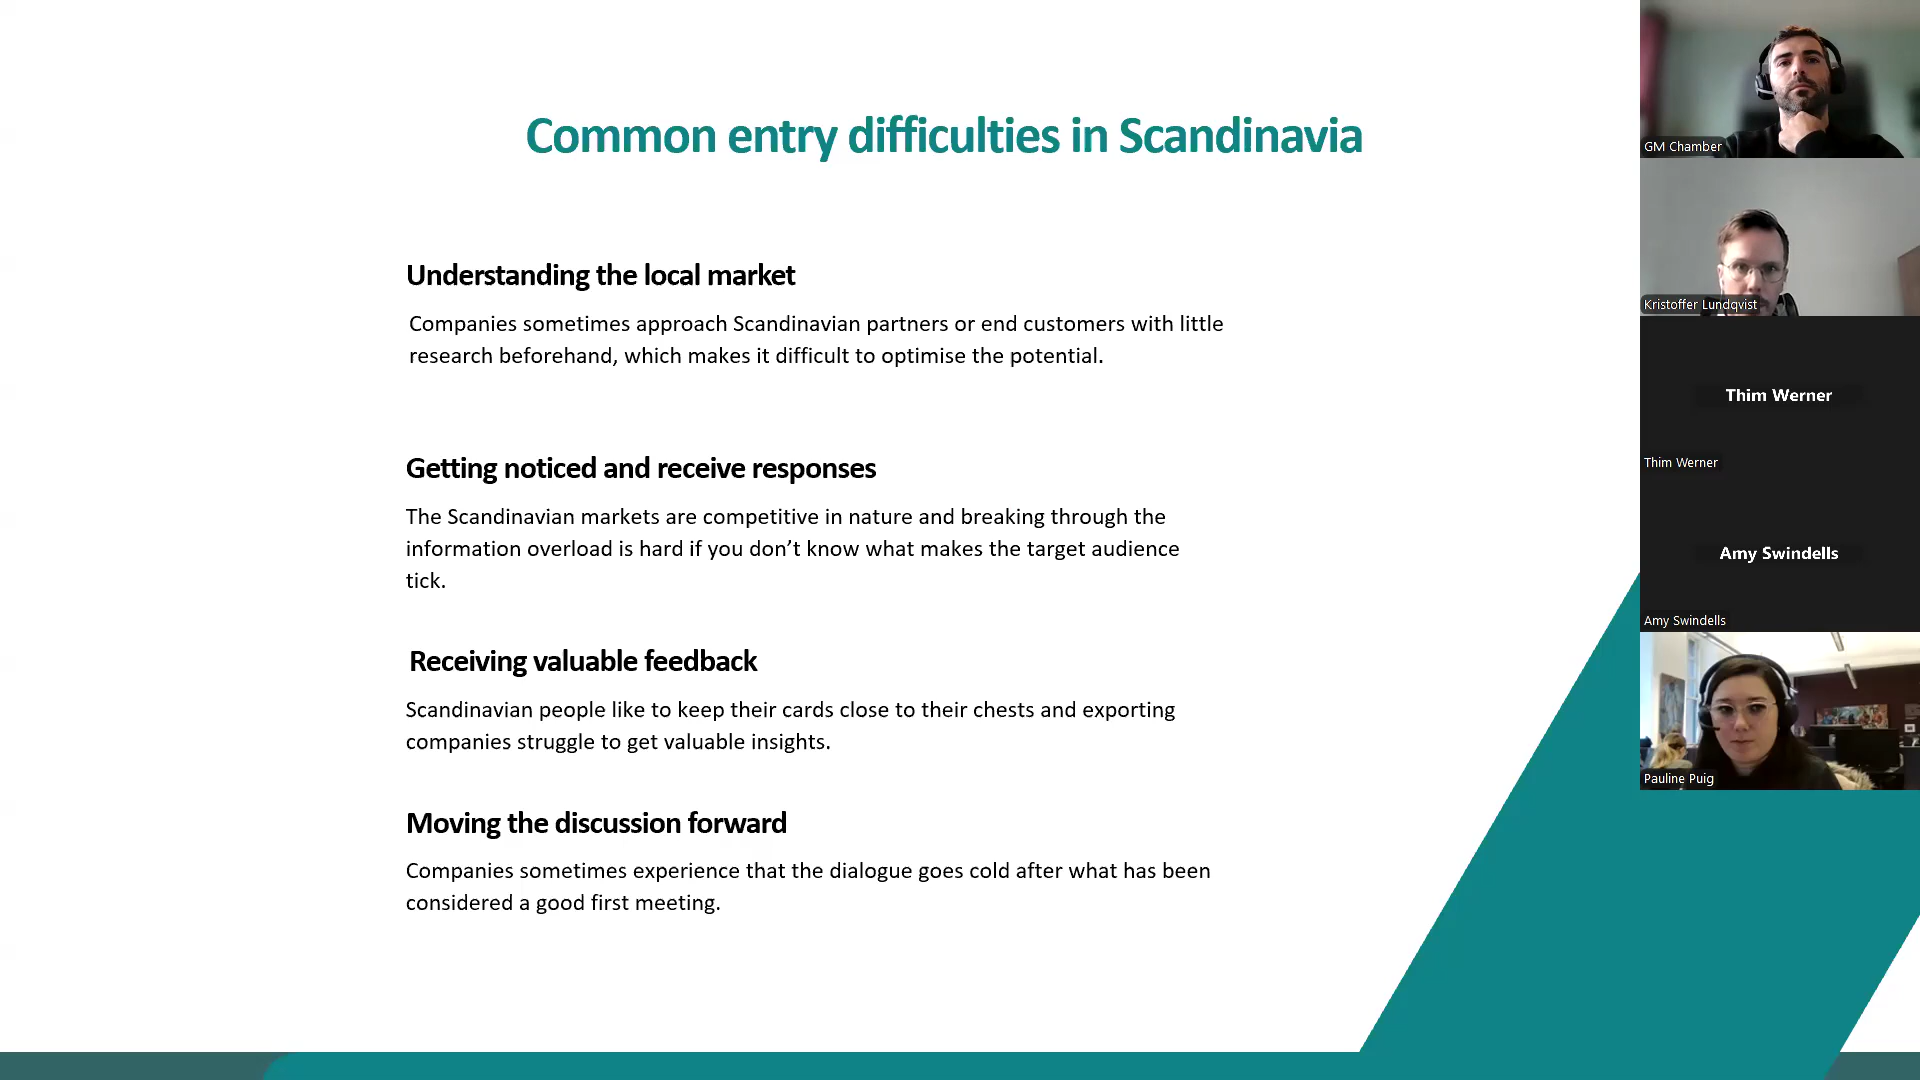 Common entry difficulties in Scandinavia
Understanding the local market
Companies sometimes approach Scandinavian partners or end customers with little
research beforehand, which makes it difficult to optimise the potential.
Getting noticed and receive responses
The Scandinavian markets are competitive in nature and breaking through the
information overload is hard if you don’t know what makes the target audience
tick.
Receiving valuable feedback
Scandinavian people like to keep their cards close to their chests and exporting
companies struggle to get valuable insights.
Moving the discussion forward
Companies sometimes experience that the dialogue goes cold after what has been
considered a good first meeting.
GM Chamber
Kristoffer Lundqvist
Thim Werner
Thim Werner
Amy Swindells
Amy Swindells
Pauline Puig